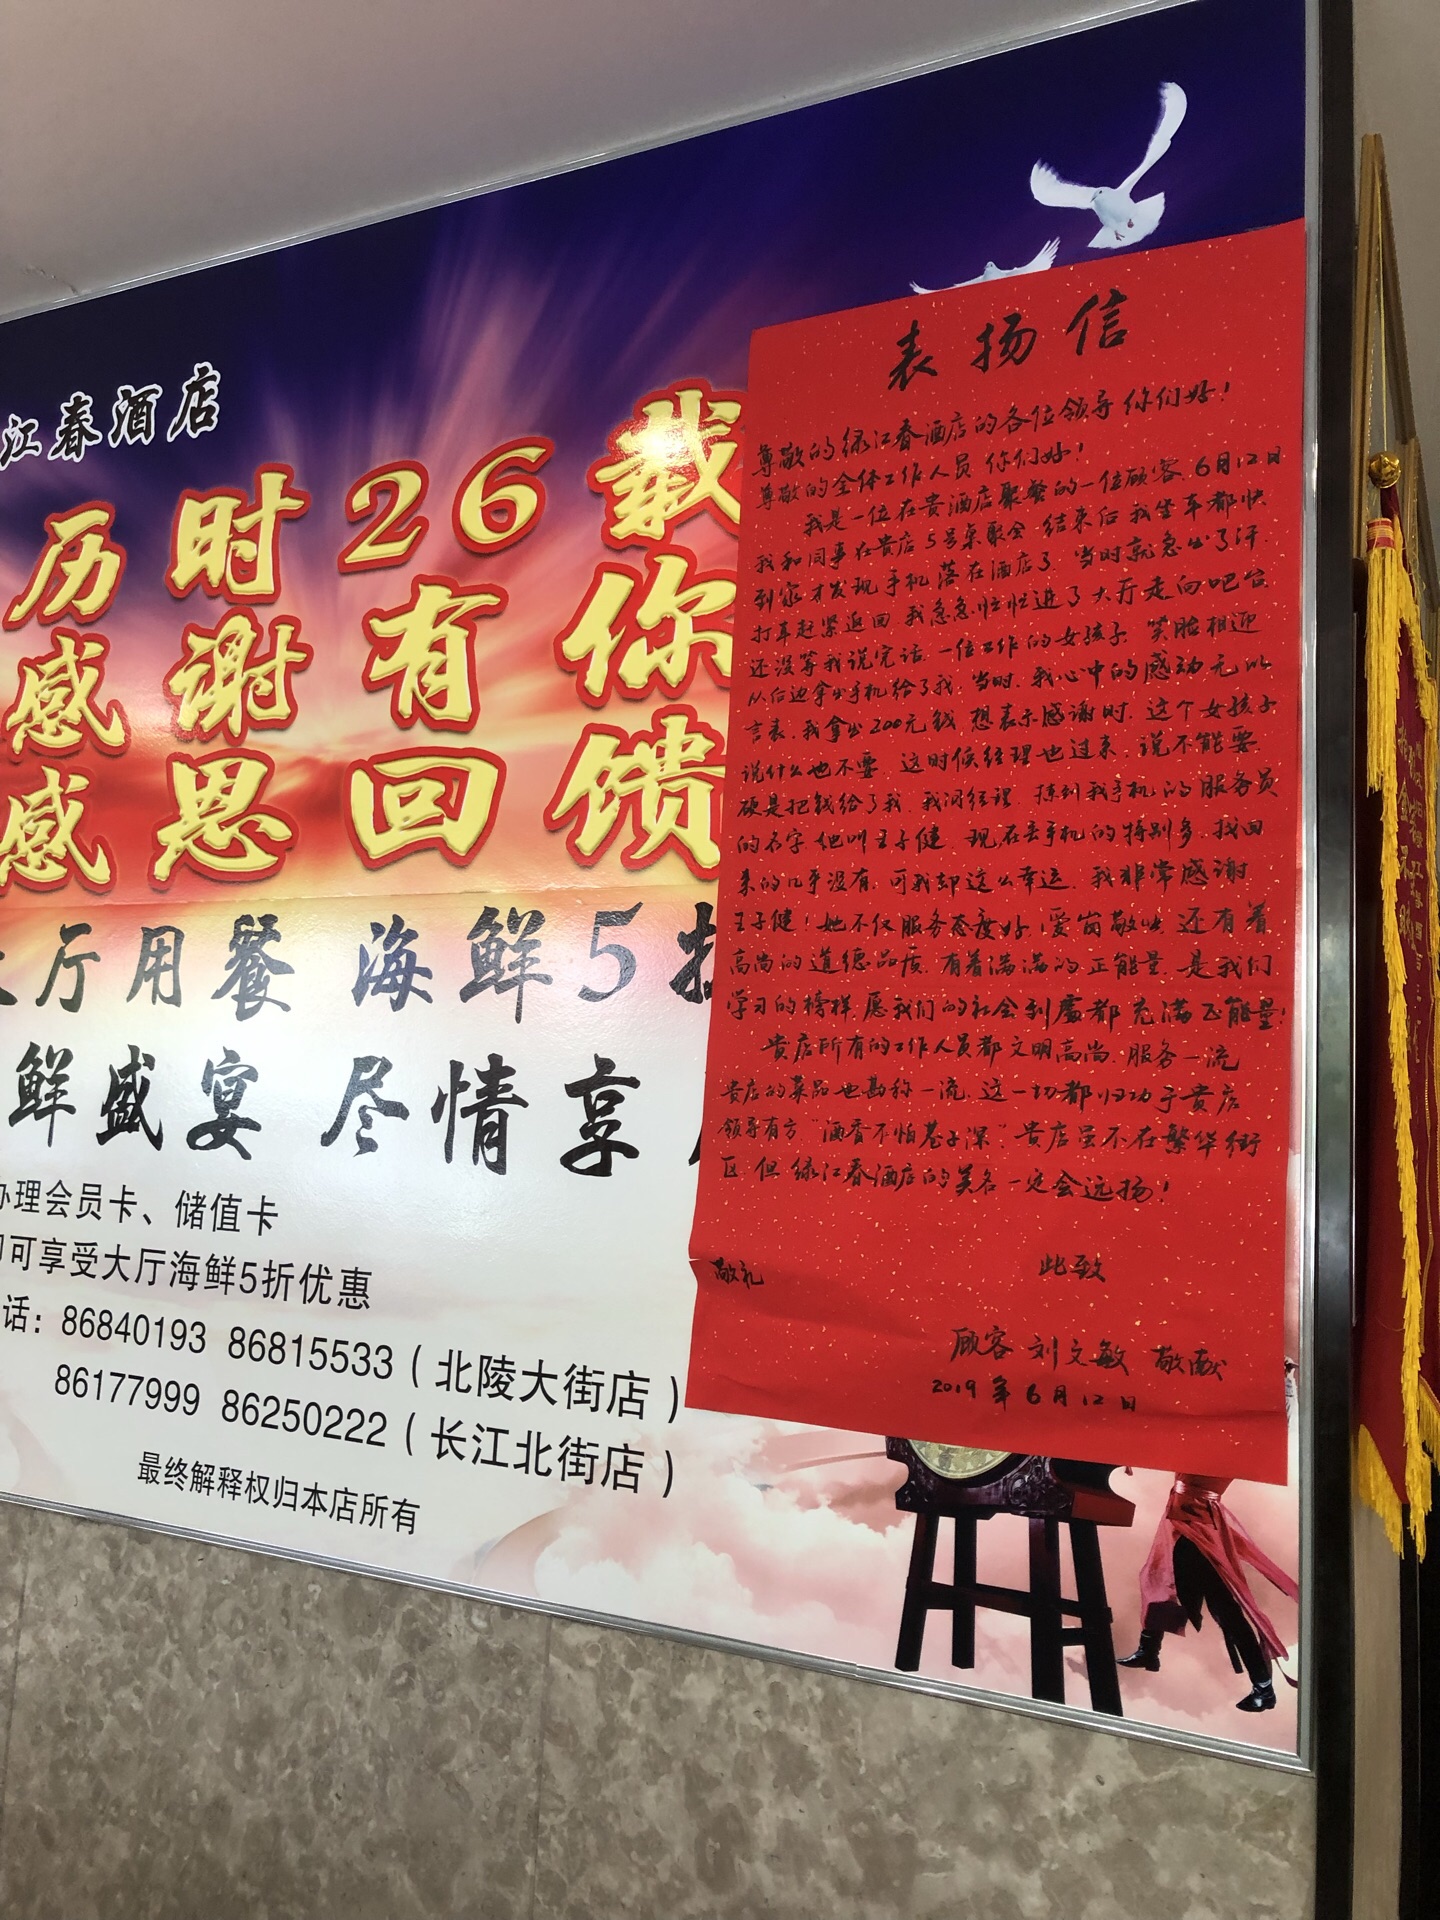 江春酒店
历时26载
感谢有你
感恩回馈
厅用餐 海鲜5折
鲜盛宴 尽情享
办理会员卡、储值卡
即可享受大厅海鲜5折优惠
话：86840193 86815533（北陵大街店）
86177999 86250222（长江北街店）
最终解释权归本店所有
表扬信
尊敬的绿江春酒店的各位领导 你们好！
尊敬的全体工作人员 你们好！
我是一位在贵酒店聚餐的一位顾客.6月12日
我和同事在贵店5号桌聚会 结束后 我坐车都快
到家才发现手机落在酒店了. 当时就急出了汗.
打车赶紧返回.我急急忙忙进了大厅走向吧台
还没等我说完话.一位工作的女孩子 笑脸相迎
从后边拿出手机给了我.当时.我心中的感动无以
言表.我拿出200元钱.想表示感谢时.这个女孩子
说什么也不要. 这时候经理也过来.说不能要.
硬是把钱给了我.我问经理. 拣到我手机的服务员
的名字.她叫王子健. 现在丢手机的特别多.找回
来的几乎没有.可我却这么幸运. 我非常感谢
王子健！她不仅服务态度好.爱岗敬业.还有着
高尚的道德品质.有着满满的正能量.是我们
学习的榜样.愿我们的社会到处都充满正能量！
贵店所有的工作人员都文明高尚.服务一流
贵店的菜品也堪称一流.这一切都归功于贵店
领导有方“酒香不怕巷子深”.贵店虽不在繁华街
区.但绿江春酒店的美名一定会远扬！
此致
敬礼
顾客 刘文敏 敬献
2019年6月12日